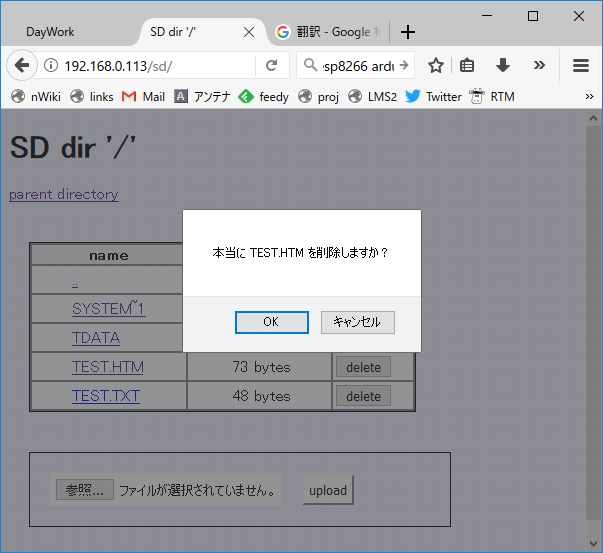 DayWork
SD dir '/'
翻訳 - Google
192.168.0.113/sd/
sp8266 ard
nWiki
links
Mail
アンテナ
feedy
proj
LMS2
Twitter
RTM
SD dir '/'
parent directory
name
..
SYSTEM~1
TDATA
TEST.HTM 73 bytes delete
TEST.TXT 48 bytes delete
本当に TEST.HTM を削除しますか？
OK キャンセル
参照... ファイルが選択されていません。 upload